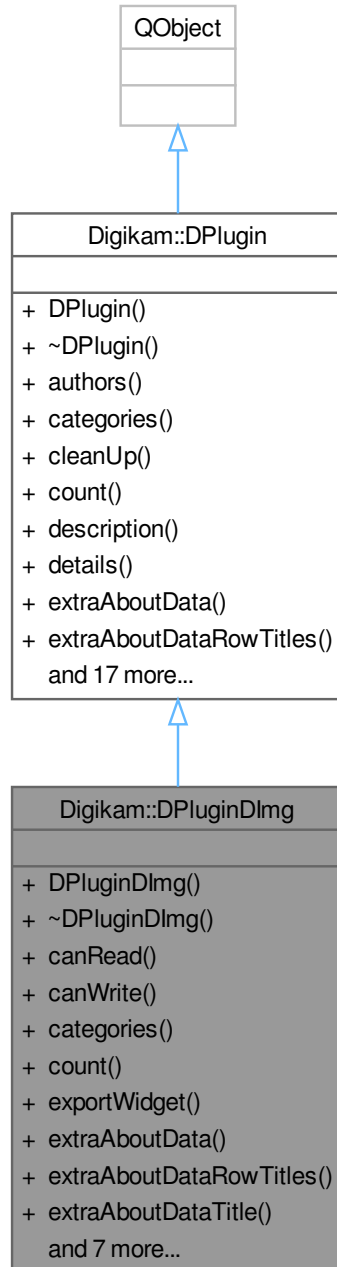 QObject
Digikam::DPlugin
+ DPlugin()
+ ~DPlugin()
+ authors()
+ categories()
+ cleanUp()
+ count()
+ description()
+ details()
+ extraAboutData()
+ extraAboutDataRowTitles()
and 17 more...
Digikam::DPluginDImg
+ DPluginDImg()
+ ~DPluginDImg()
+ canRead()
+ canWrite()
+ categories()
+ count()
+ exportWidget()
+ extraAboutData()
+ extraAboutDataRowTitles()
+ extraAboutDataTitle()
and 7 more...